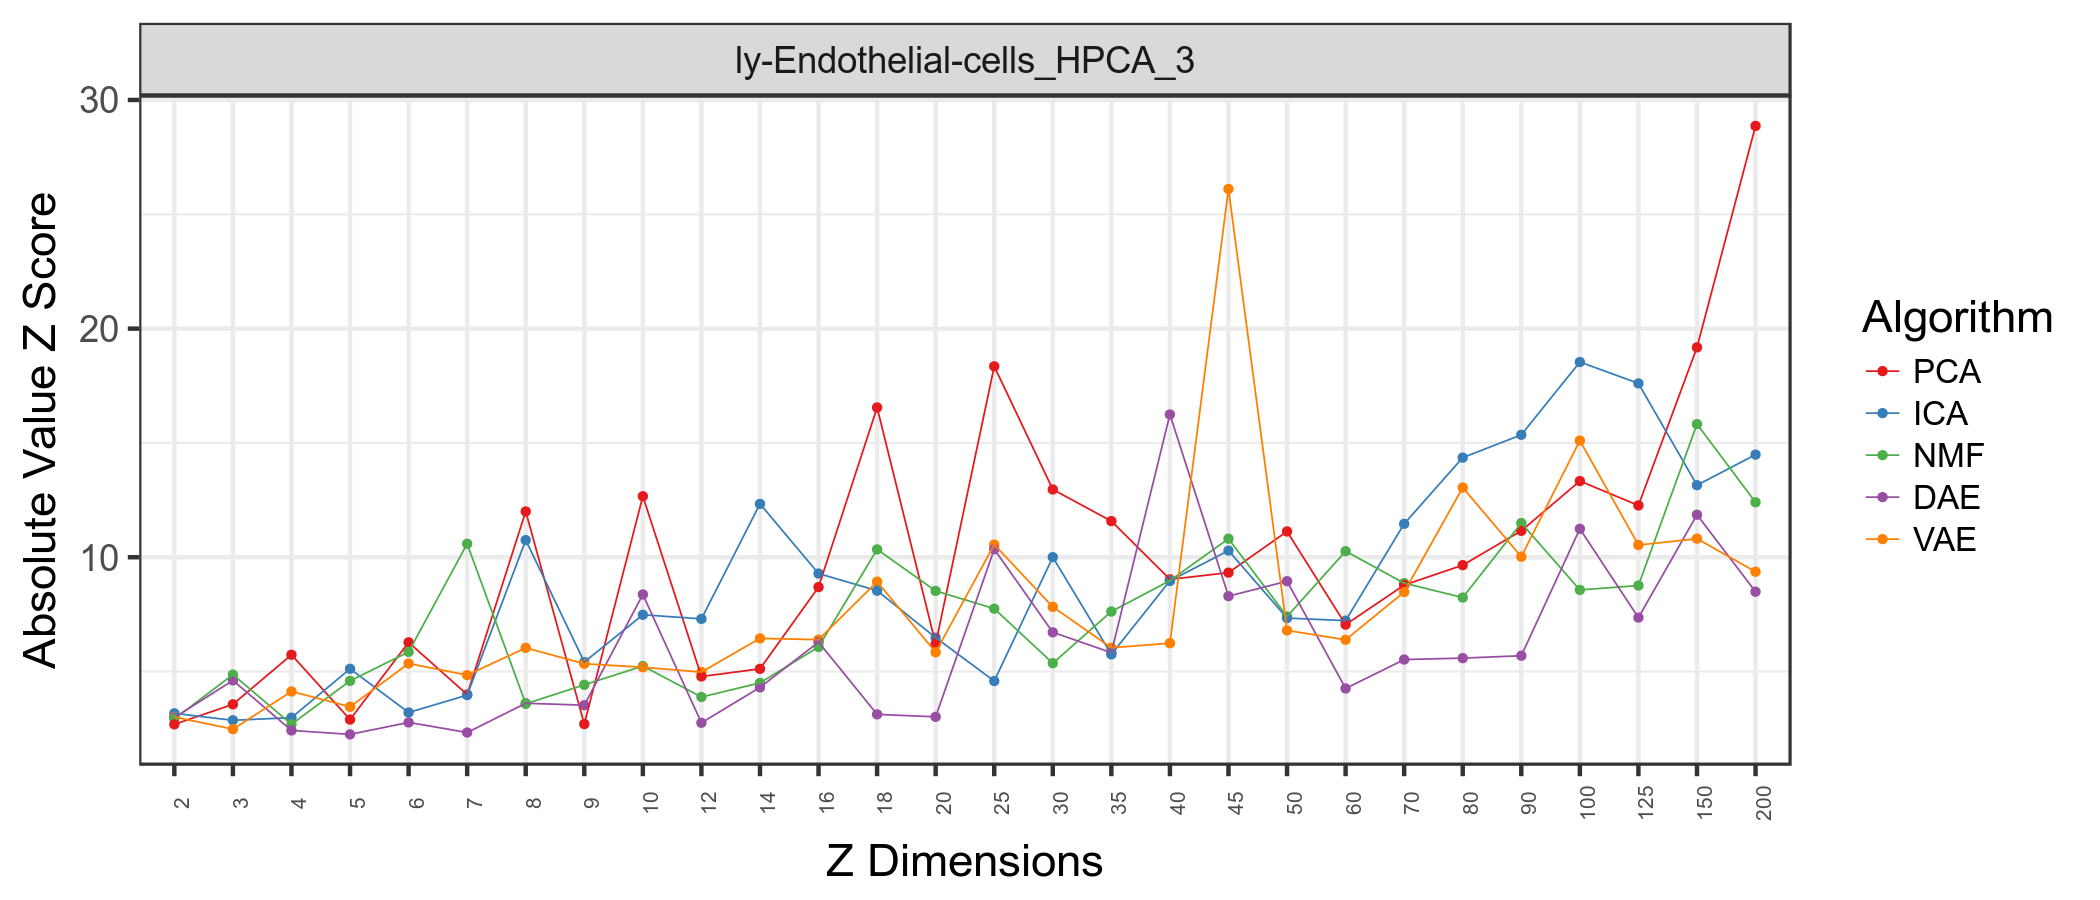 ly-Endothelial-cells_HPCA_3
Absolute Value Z Score
30
20
10
2 3 4 5 6 7 8 9 10 12 14 16 18 20 25 30 35 40 45 50 60 70 80 90 100 125 150 200
Z Dimensions
Algorithm
PCA
ICA
NMF
DAE
VAE